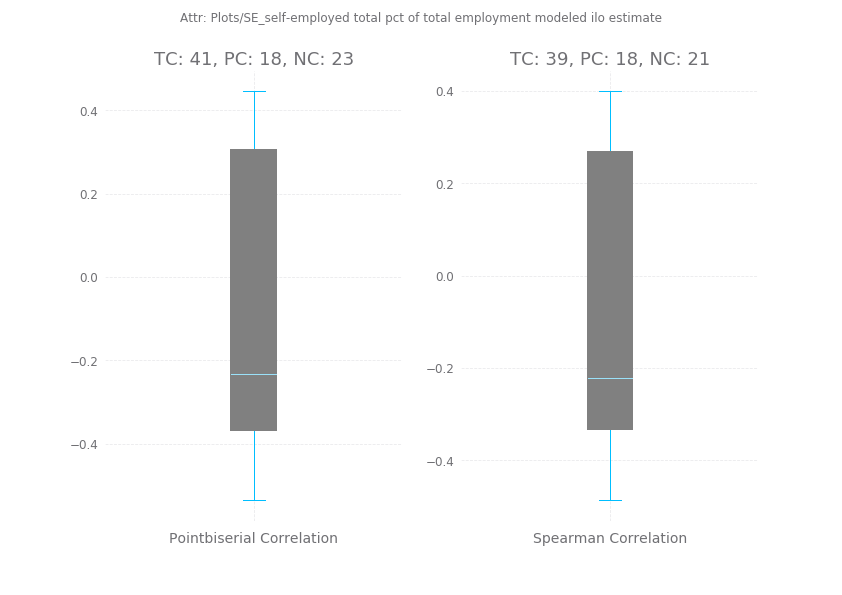 Attr: Plots/SE_self-employed total pct of total employment modeled ilo estimate
TC: 41, PC: 18, NC: 23
0.4
0.2
0.0
−0.2
−0.4
Pointbiserial Correlation
TC: 39, PC: 18, NC: 21
0.4
0.2
0.0
−0.2
−0.4
Spearman Correlation